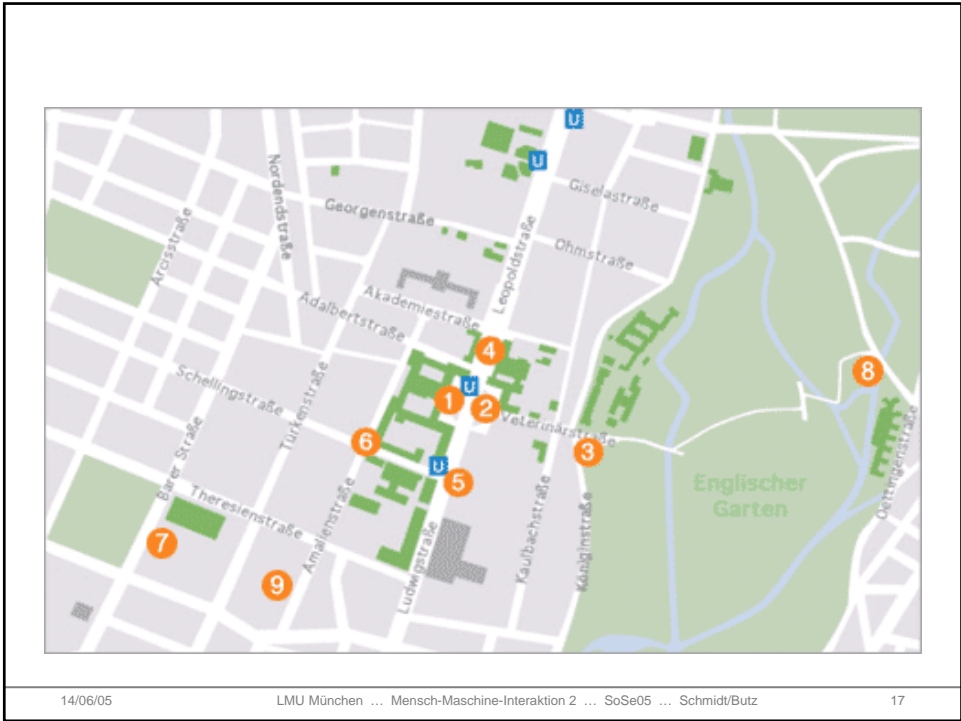 U
U
Nordendstraße
Giselastraße
Georgenstraße
Arcisstraße
Leopoldstraße
Ohmstraße
Akademiestraße
Adalbertstraße
4
8
Schellingstraße
U
1
2
Türkenstraße
Veterinärstraße
6
3
Barer Straße
U
5
Oettingenstraße
Englischer
Garten
Theresienstraße
Amalienstraße
Kaulbachstraße
Königinstraße
7
Ludwigstraße
9
14/06/05 LMU München … Mensch-Maschine-Interaktion 2 … SoSe05 … Schmidt/Butz 17